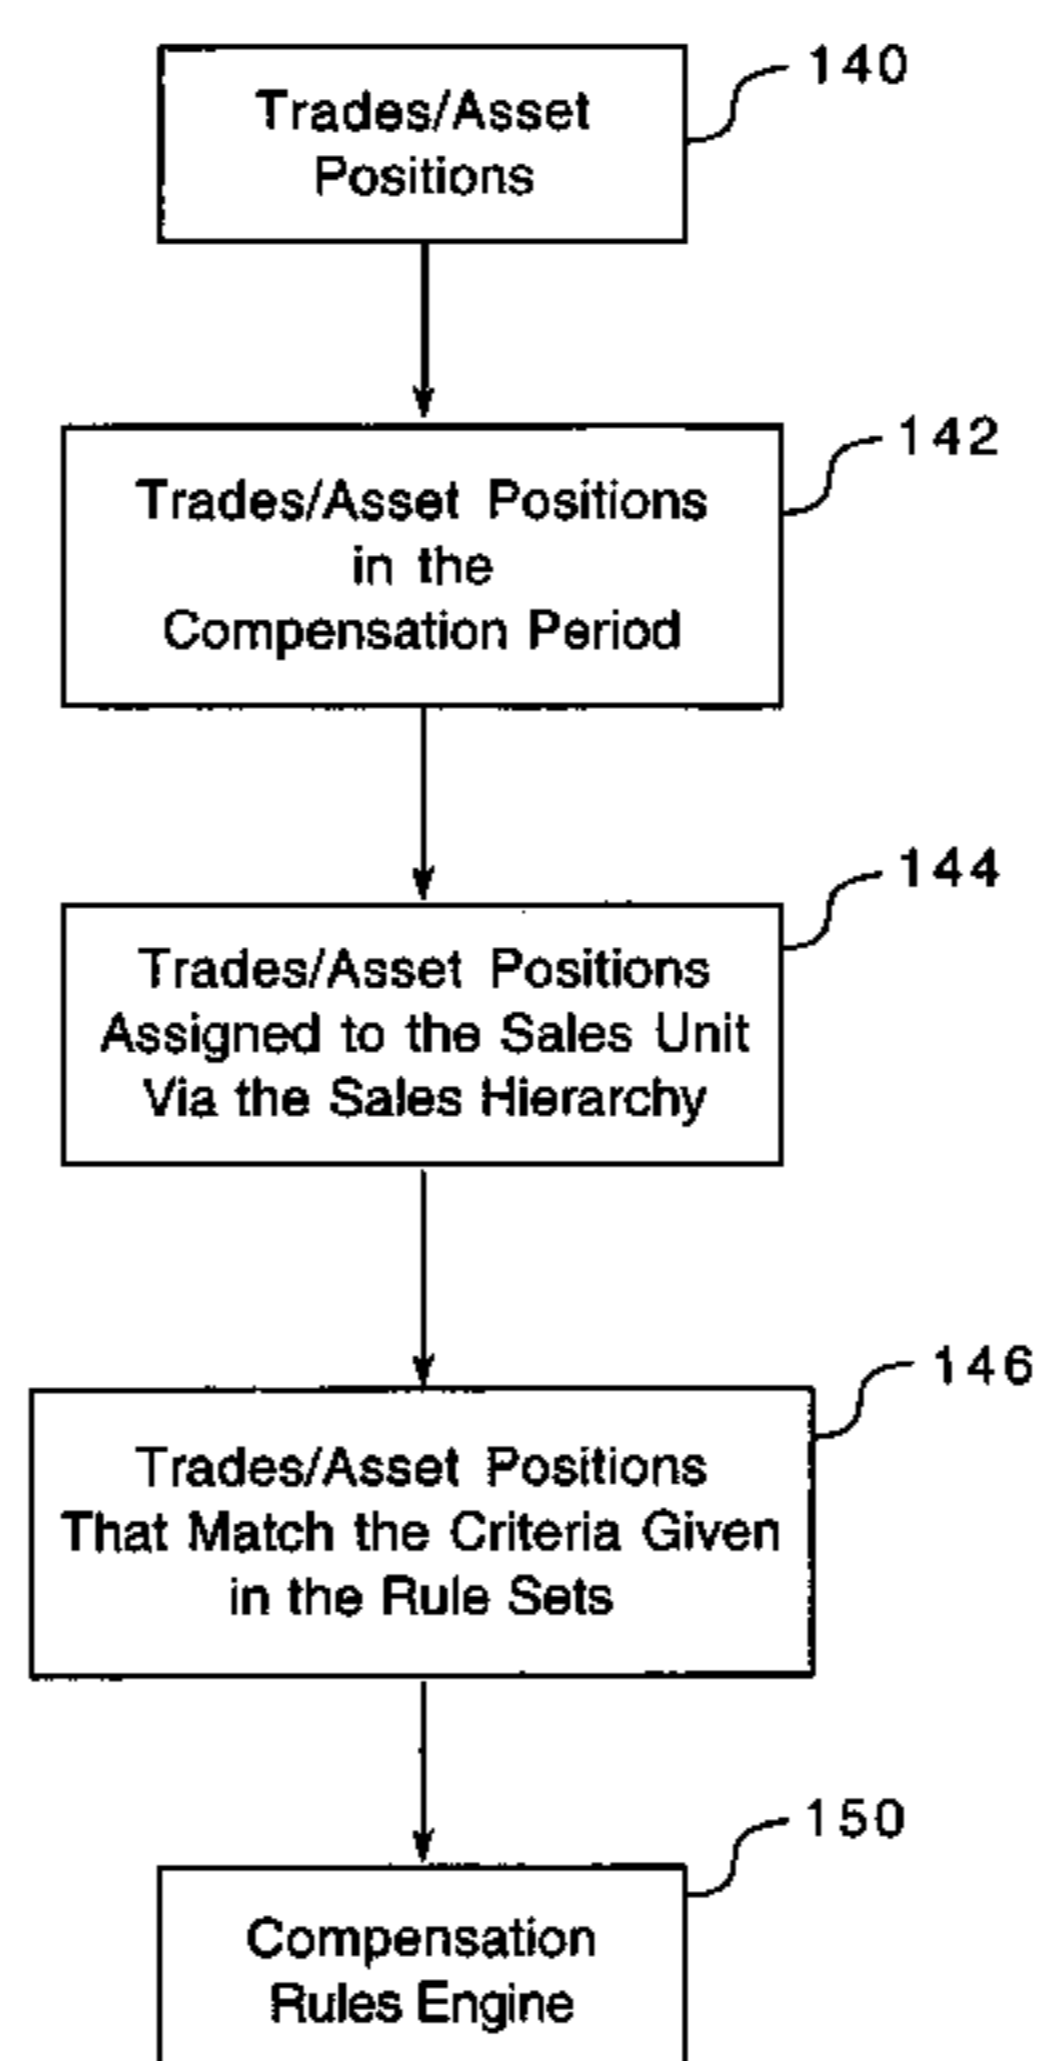 140
Trades/Asset
Positions
142
Trades/Asset Positions
in the
Compensation Period
144
Trades/Asset Positions
Assigned to the Sales Unit
Via the Sales Hierarchy
146
Trades/Asset Positions
That Match the Criteria Given
in the Rule Sets
150
Compensation
Rules Engine